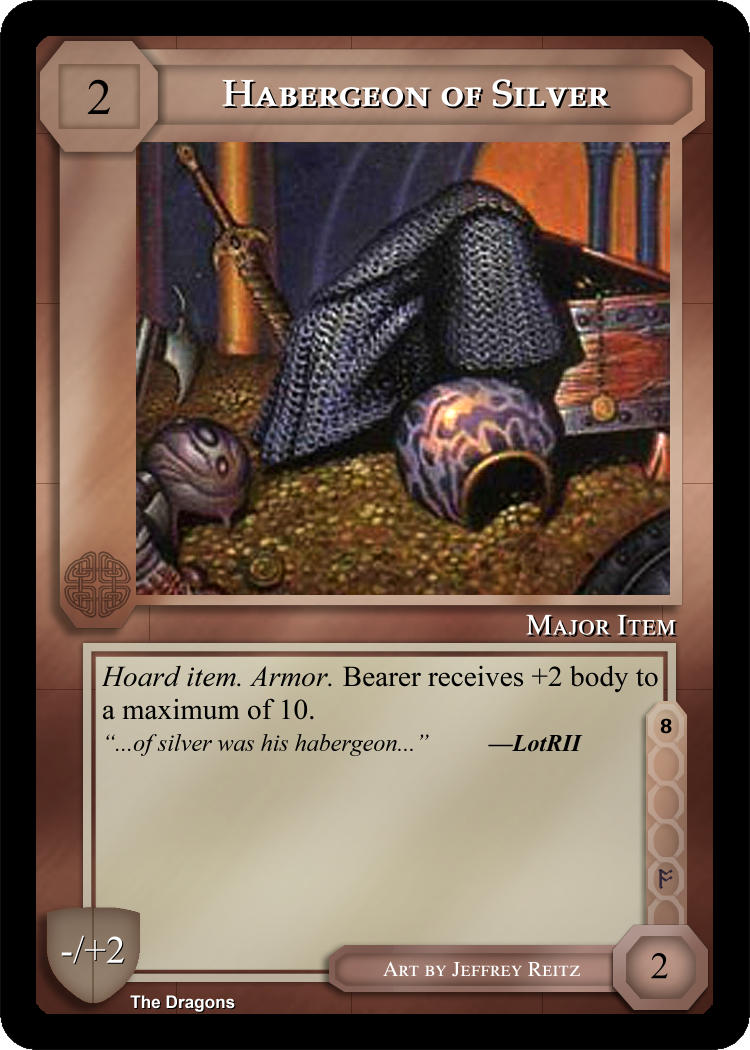 2
Habergeon of Silver
Major Item
Hoard item. Armor. Bearer receives +2 body to
a maximum of 10.
“...of silver was his habergeon...” —LotRII
8
ᚩ
-/+2
Art by Jeffrey Reitz
2
The Dragons